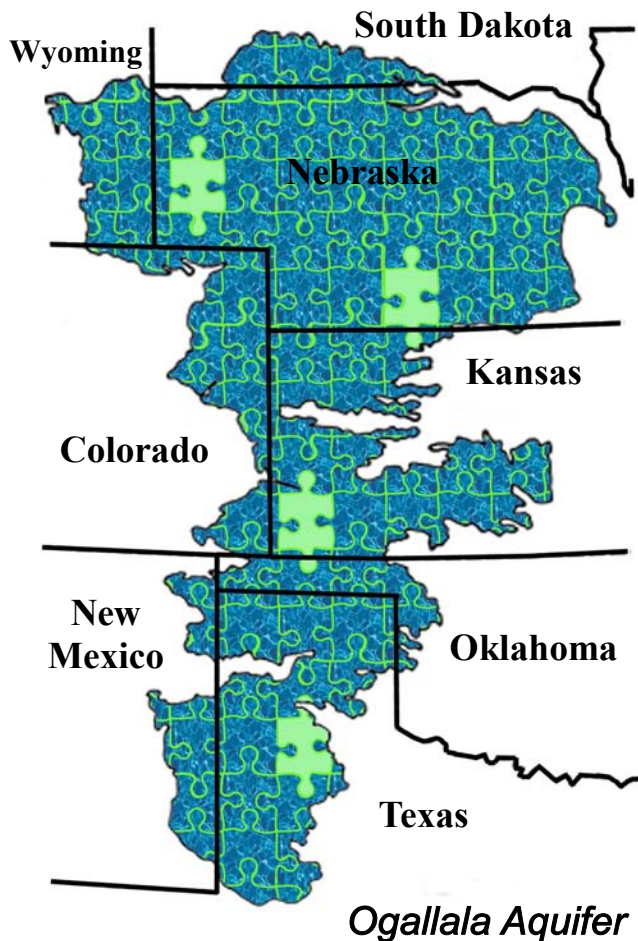 South Dakota
Wyoming
Nebraska
Kansas
Colorado
New
Mexico
Oklahoma
Texas
Ogallala Aquifer